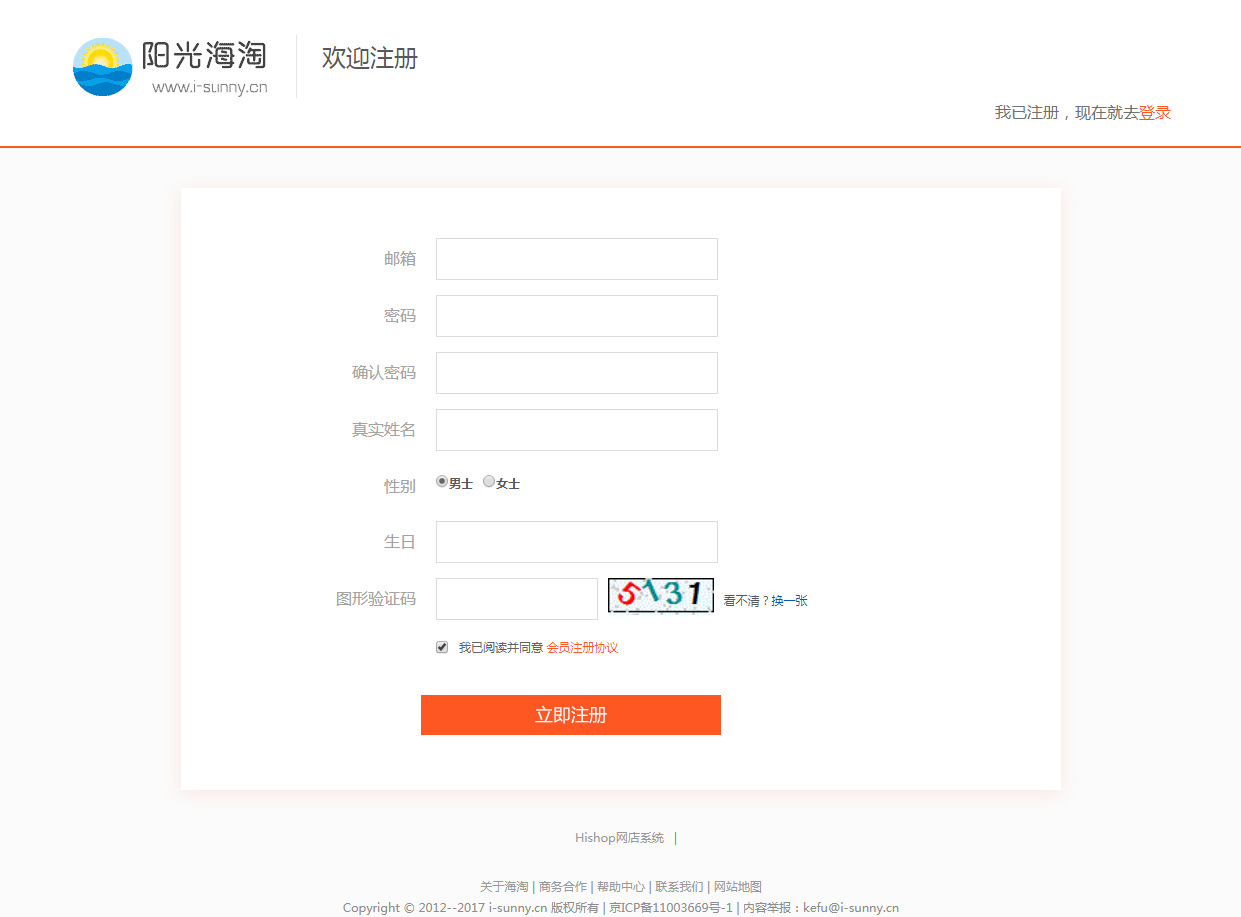 阳光海淘
www.i-sunny.cn
欢迎注册
我已注册，现在就去登录
邮箱
密码
确认密码
真实姓名
性别 男士 女士
生日
图形验证码 5131 看不清？换一张
我已阅读并同意 会员注册协议
立即注册
Hishop网店系统 |
关于海淘 | 商务合作 | 帮助中心 | 联系我们 | 网站地图
Copyright © 2012--2017 i-sunny.cn 版权所有 | 京ICP备11003669号-1 | 内容举报：kefu@i-sunny.cn